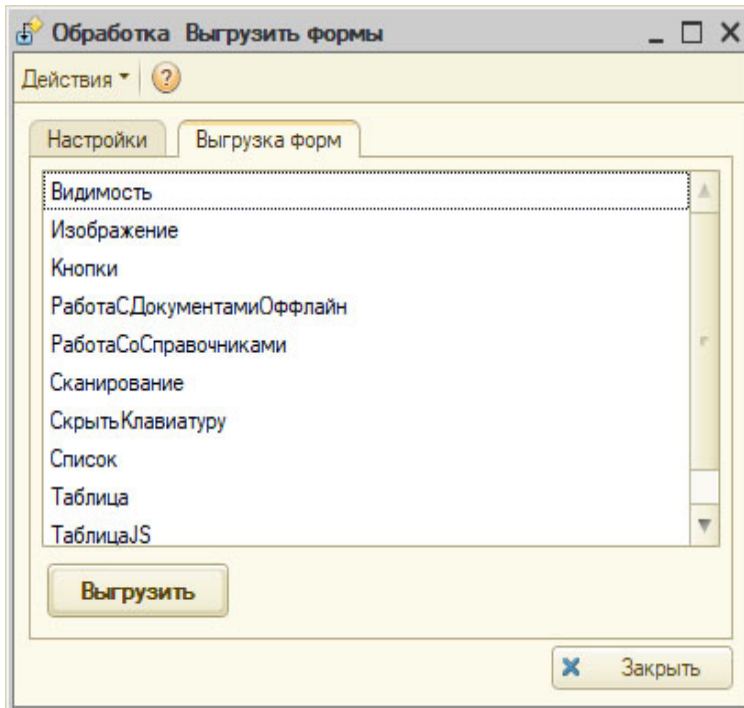 Обработка Выгрузить формы
Действия
Настройки Выгрузка форм
Видимость
Изображение
Кнопки
РаботаСДокументамиОффлайн
РаботаСоСправочниками
Сканирование
СкрытьКлавиатуру
Список
Таблица
ТаблицаJS
Выгрузить
Закрыть